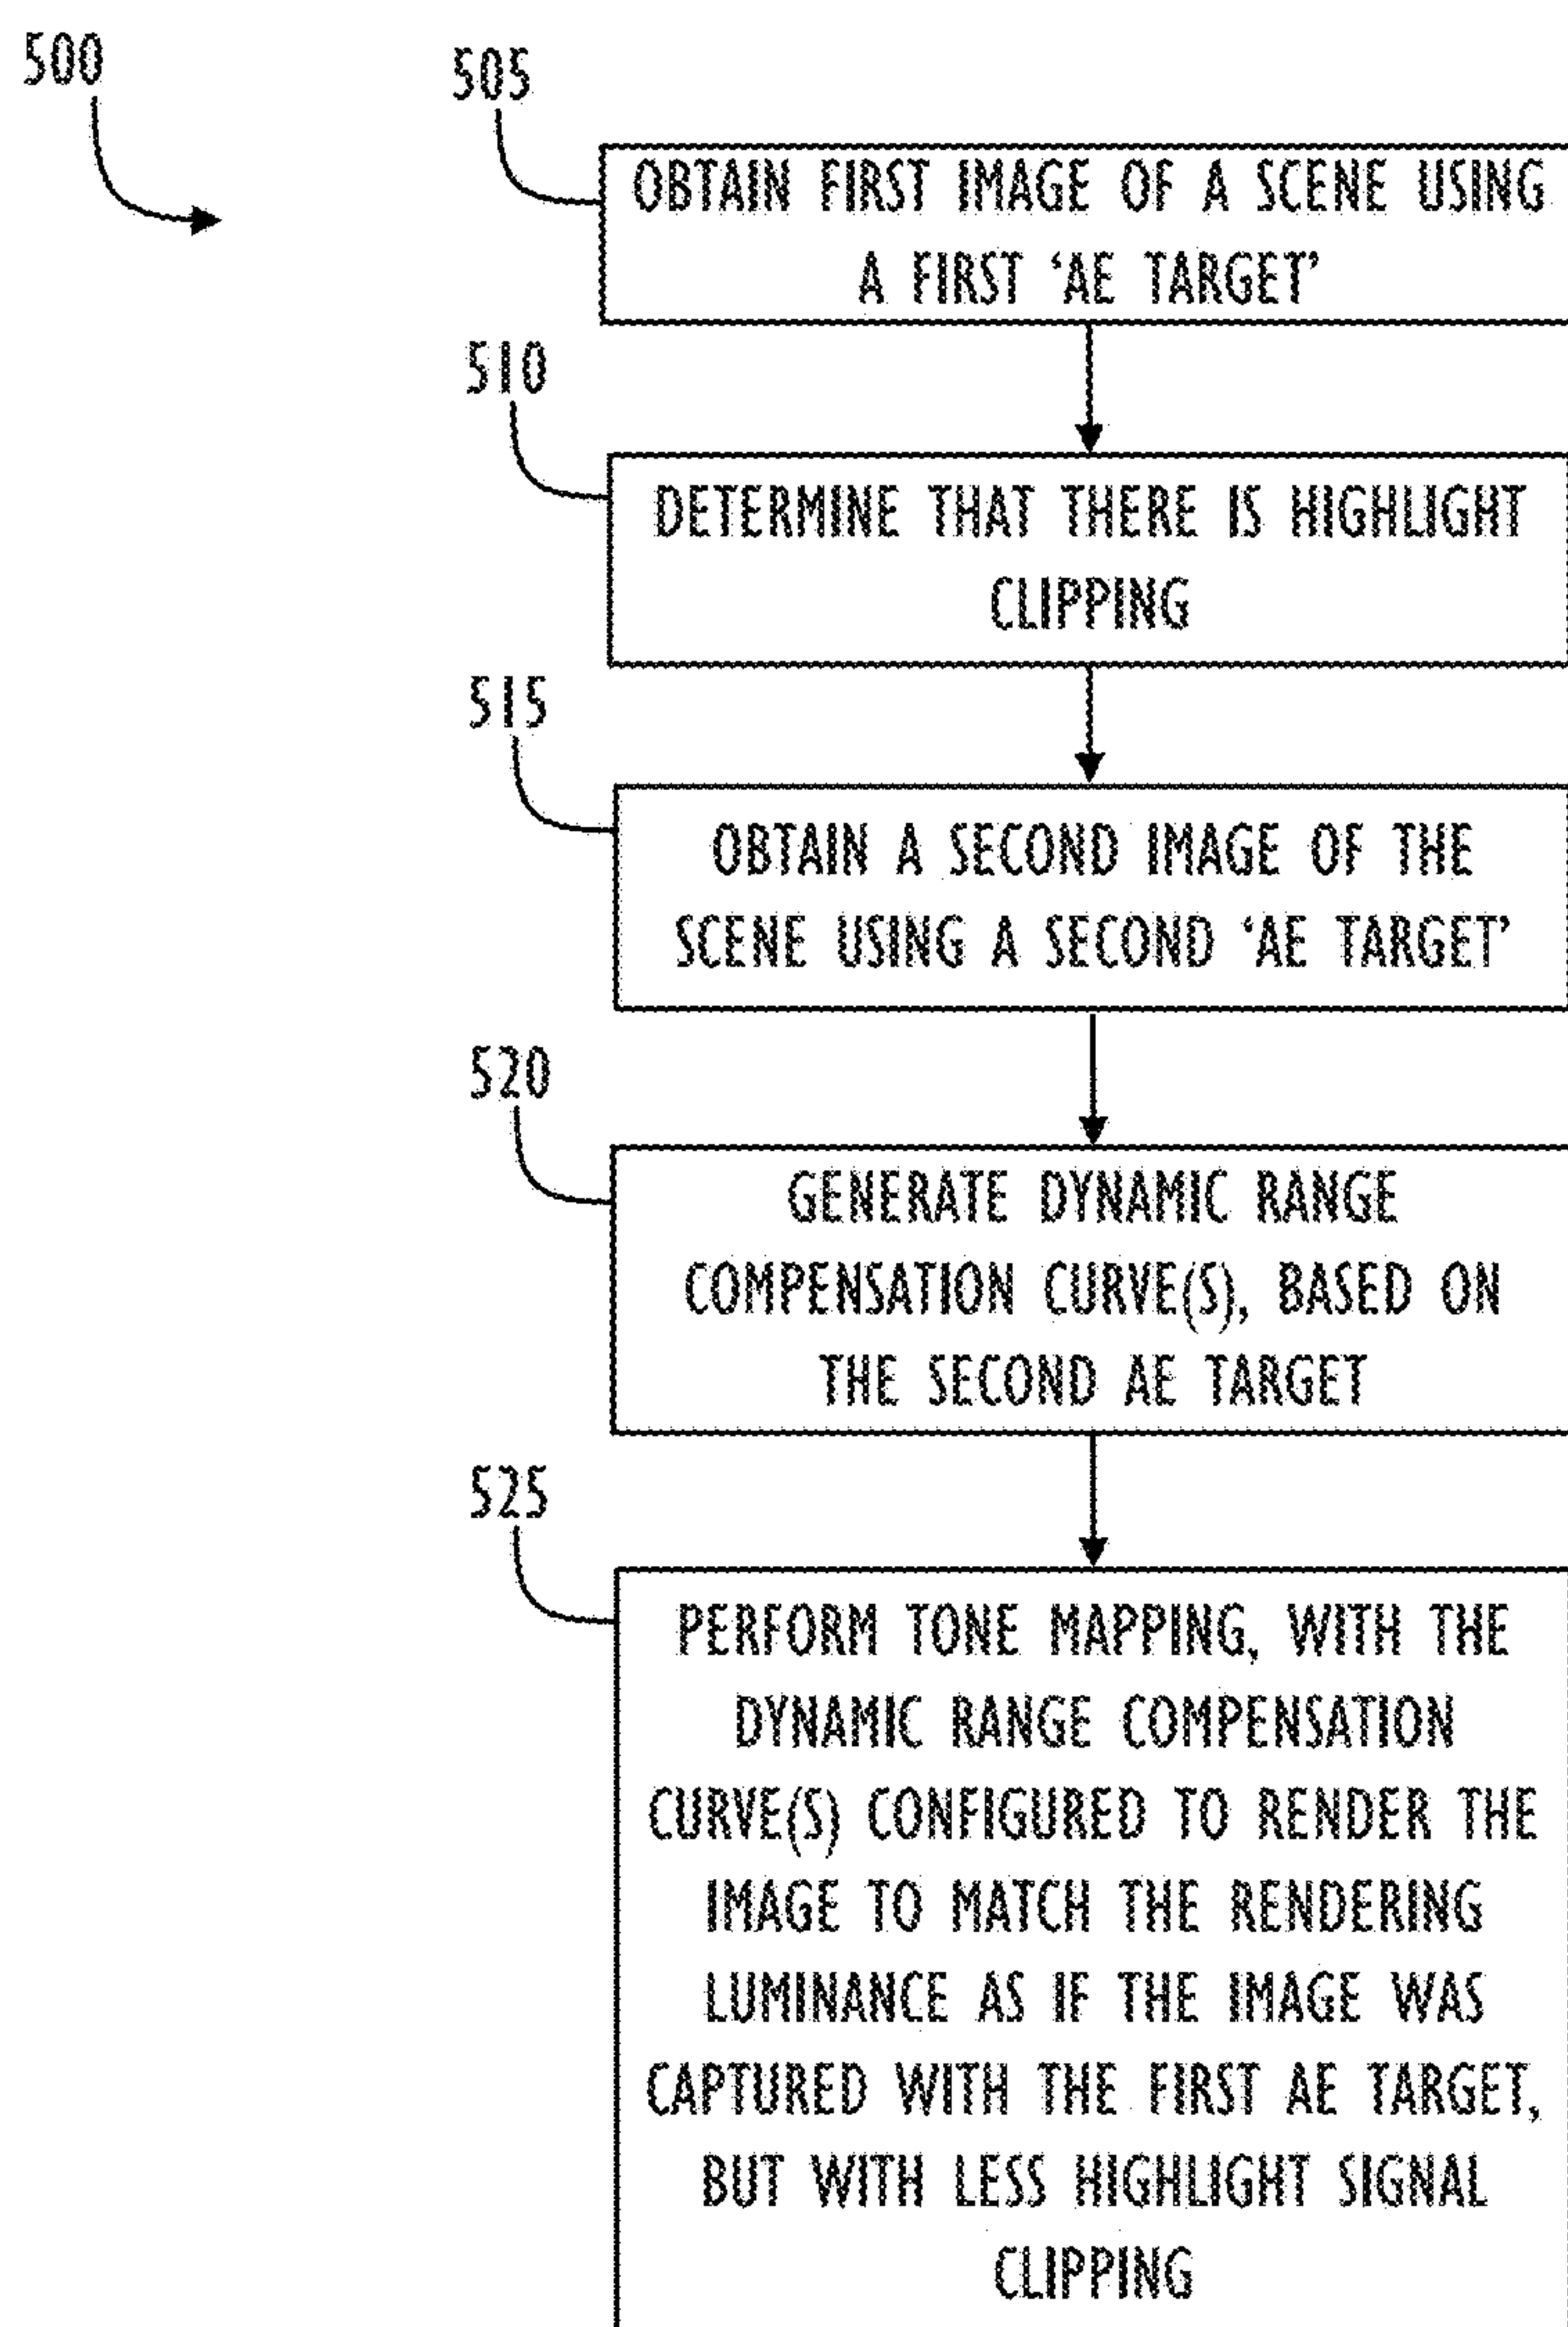 500
505
OBTAIN FIRST IMAGE OF A SCENE USING
A FIRST ‘AE TARGET’
510
DETERMINE THAT THERE IS HIGHLIGHT
CLIPPING
515
OBTAIN A SECOND IMAGE OF THE
SCENE USING A SECOND ‘AE TARGET’
520
GENERATE DYNAMIC RANGE
COMPENSATION CURVE(S), BASED ON
THE SECOND AE TARGET
525
PERFORM TONE MAPPING, WITH THE
DYNAMIC RANGE COMPENSATION
CURVE(S) CONFIGURED TO RENDER THE
IMAGE TO MATCH THE RENDERING
LUMINANCE AS IF THE IMAGE WAS
CAPTURED WITH THE FIRST AE TARGET,
BUT WITH LESS HIGHLIGHT SIGNAL
CLIPPING